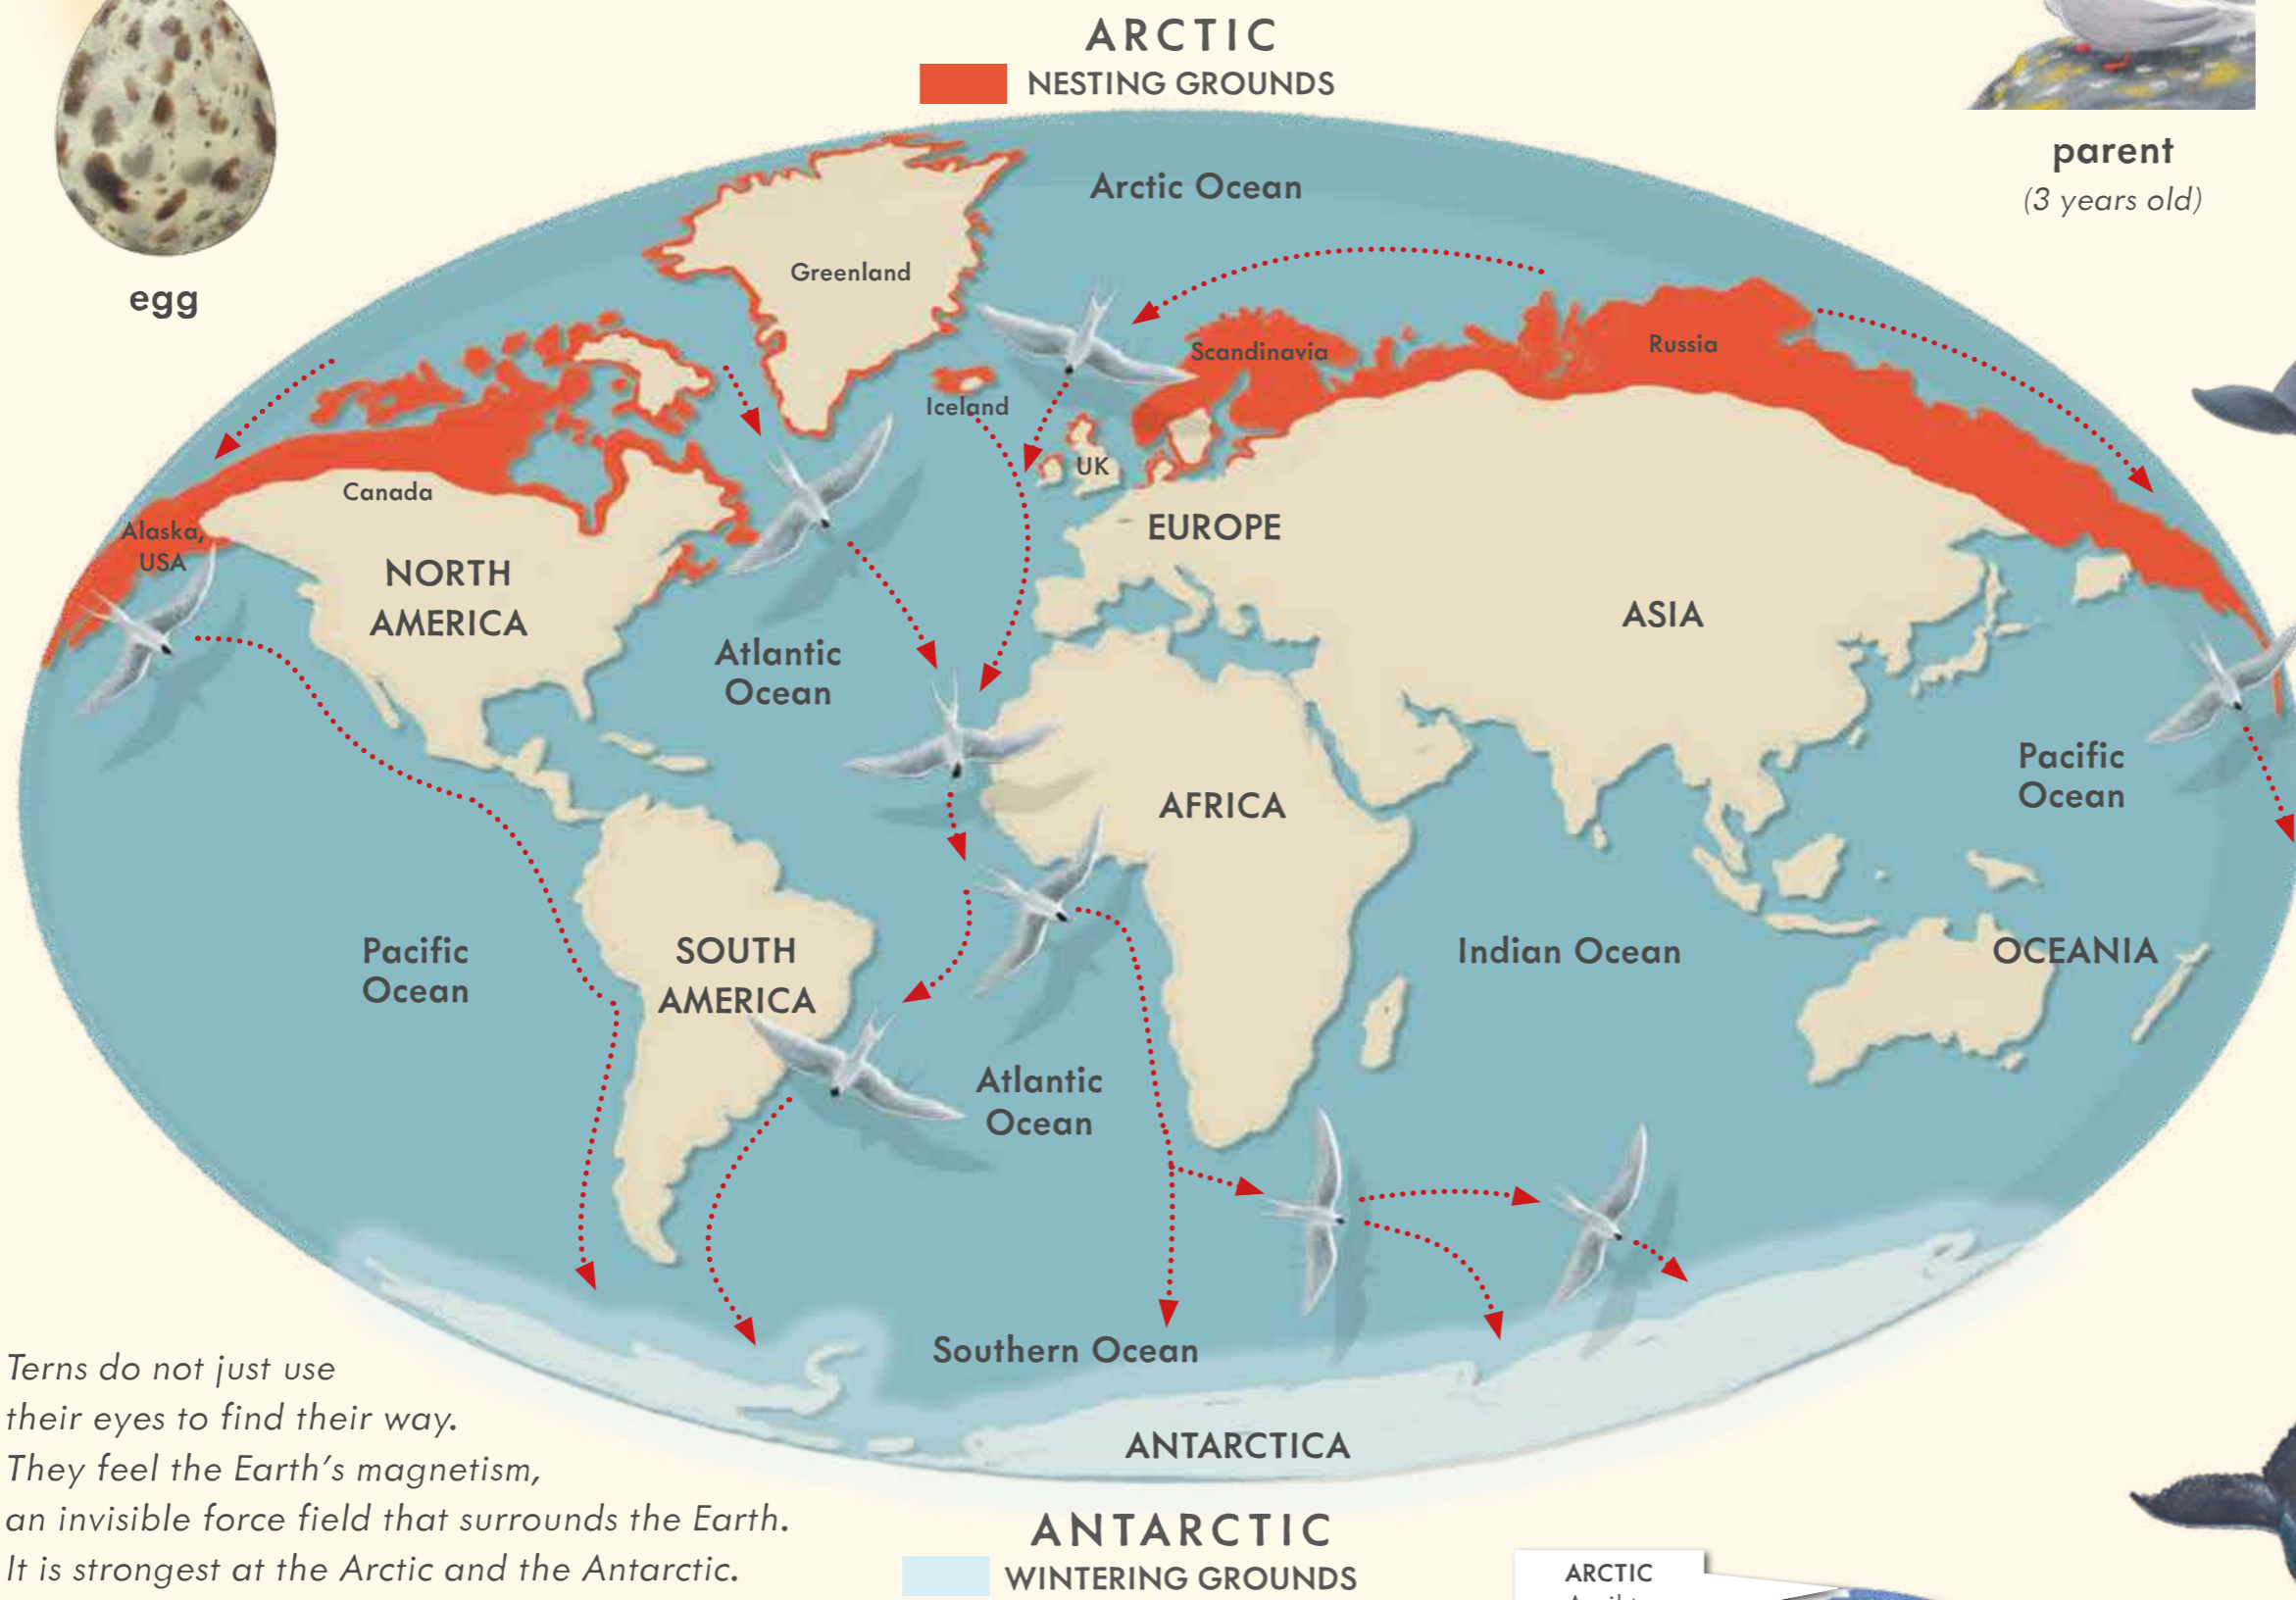 ARCTIC
NESTING GROUNDS
egg
parent
(3 years old)
Arctic Ocean
Greenland
Scandinavia
Russia
Iceland
UK
Canada
Alaska,
USA
NORTH
AMERICA
EUROPE
ASIA
Atlantic
Ocean
Pacific
Ocean
AFRICA
Pacific
Ocean
SOUTH
AMERICA
Indian Ocean
OCEANIA
Atlantic
Ocean
Southern Ocean
ANTARCTICA
Terns do not just use
their eyes to find their way.
They feel the Earth’s magnetism,
an invisible force field that surrounds the Earth.
It is strongest at the Arctic and the Antarctic.
ANTARCTIC
WINTERING GROUNDS
ARCTIC